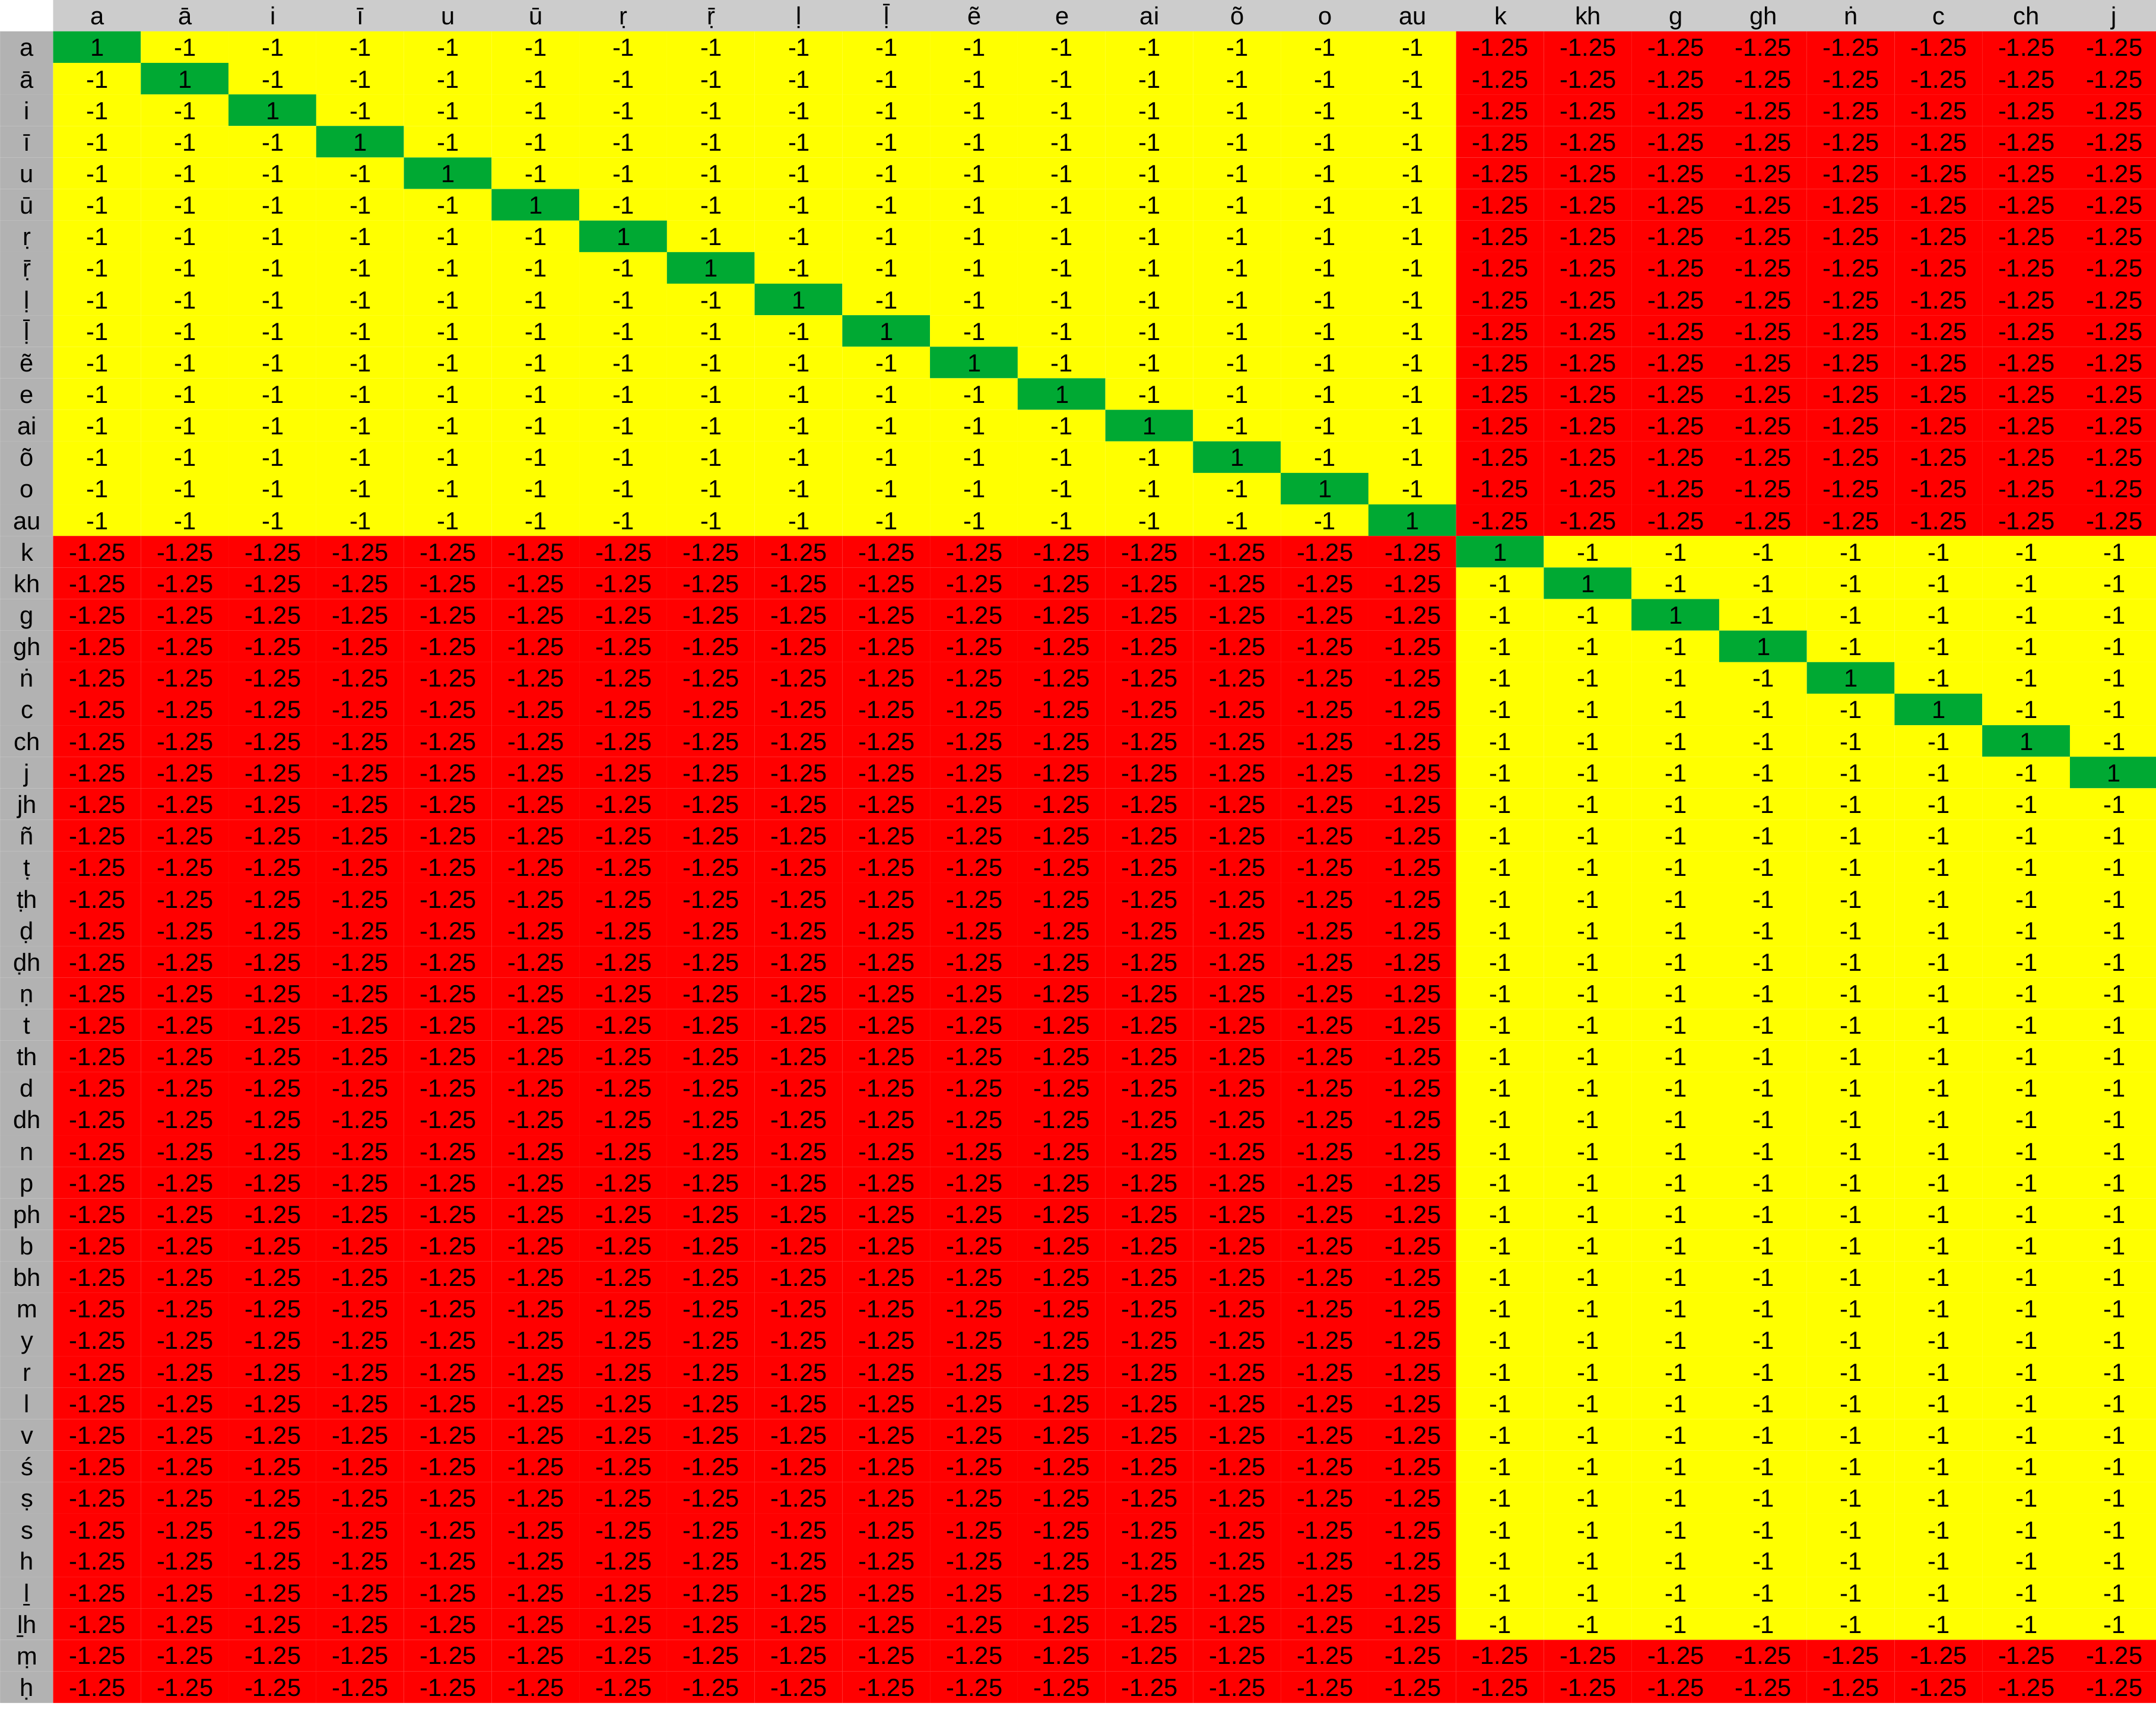 a ā i ī u ū ṛ ṝ ḷ ḹ ẽ e ai õ o au k kh g gh ṅ c ch j
a 1 -1 -1 -1 -1 -1 -1 -1 -1 -1 -1 -1 -1 -1 -1 -1 -1.25 -1.25 -1.25 -1.25 -1.25 -1.25 -1.25 -1.25
ā -1 1 -1 -1 -1 -1 -1 -1 -1 -1 -1 -1 -1 -1 -1 -1 -1.25 -1.25 -1.25 -1.25 -1.25 -1.25 -1.25 -1.25
i -1 -1 1 -1 -1 -1 -1 -1 -1 -1 -1 -1 -1 -1 -1 -1 -1.25 -1.25 -1.25 -1.25 -1.25 -1.25 -1.25 -1.25
ī -1 -1 -1 1 -1 -1 -1 -1 -1 -1 -1 -1 -1 -1 -1 -1 -1.25 -1.25 -1.25 -1.25 -1.25 -1.25 -1.25 -1.25
u -1 -1 -1 -1 1 -1 -1 -1 -1 -1 -1 -1 -1 -1 -1 -1 -1.25 -1.25 -1.25 -1.25 -1.25 -1.25 -1.25 -1.25
ū -1 -1 -1 -1 -1 1 -1 -1 -1 -1 -1 -1 -1 -1 -1 -1 -1.25 -1.25 -1.25 -1.25 -1.25 -1.25 -1.25 -1.25
ṛ -1 -1 -1 -1 -1 -1 1 -1 -1 -1 -1 -1 -1 -1 -1 -1 -1.25 -1.25 -1.25 -1.25 -1.25 -1.25 -1.25 -1.25
ṝ -1 -1 -1 -1 -1 -1 -1 1 -1 -1 -1 -1 -1 -1 -1 -1 -1.25 -1.25 -1.25 -1.25 -1.25 -1.25 -1.25 -1.25
ḷ -1 -1 -1 -1 -1 -1 -1 -1 1 -1 -1 -1 -1 -1 -1 -1 -1.25 -1.25 -1.25 -1.25 -1.25 -1.25 -1.25 -1.25
ḹ -1 -1 -1 -1 -1 -1 -1 -1 -1 1 -1 -1 -1 -1 -1 -1 -1.25 -1.25 -1.25 -1.25 -1.25 -1.25 -1.25 -1.25
ẽ -1 -1 -1 -1 -1 -1 -1 -1 -1 -1 1 -1 -1 -1 -1 -1 -1.25 -1.25 -1.25 -1.25 -1.25 -1.25 -1.25 -1.25
e -1 -1 -1 -1 -1 -1 -1 -1 -1 -1 -1 1 -1 -1 -1 -1 -1.25 -1.25 -1.25 -1.25 -1.25 -1.25 -1.25 -1.25
ai -1 -1 -1 -1 -1 -1 -1 -1 -1 -1 -1 -1 1 -1 -1 -1 -1.25 -1.25 -1.25 -1.25 -1.25 -1.25 -1.25 -1.25
õ -1 -1 -1 -1 -1 -1 -1 -1 -1 -1 -1 -1 -1 1 -1 -1 -1.25 -1.25 -1.25 -1.25 -1.25 -1.25 -1.25 -1.25
o -1 -1 -1 -1 -1 -1 -1 -1 -1 -1 -1 -1 -1 -1 1 -1 -1.25 -1.25 -1.25 -1.25 -1.25 -1.25 -1.25 -1.25
au -1 -1 -1 -1 -1 -1 -1 -1 -1 -1 -1 -1 -1 -1 -1 1 -1.25 -1.25 -1.25 -1.25 -1.25 -1.25 -1.25 -1.25
k -1.25 -1.25 -1.25 -1.25 -1.25 -1.25 -1.25 -1.25 -1.25 -1.25 -1.25 -1.25 -1.25 -1.25 -1.25 -1.25 1 -1 -1 -1 -1 -1 -1 -1
kh -1.25 -1.25 -1.25 -1.25 -1.25 -1.25 -1.25 -1.25 -1.25 -1.25 -1.25 -1.25 -1.25 -1.25 -1.25 -1.25 -1 1 -1 -1 -1 -1 -1 -1
g -1.25 -1.25 -1.25 -1.25 -1.25 -1.25 -1.25 -1.25 -1.25 -1.25 -1.25 -1.25 -1.25 -1.25 -1.25 -1.25 -1 -1 1 -1 -1 -1 -1 -1
gh -1.25 -1.25 -1.25 -1.25 -1.25 -1.25 -1.25 -1.25 -1.25 -1.25 -1.25 -1.25 -1.25 -1.25 -1.25 -1.25 -1 -1 -1 1 -1 -1 -1 -1
ṅ -1.25 -1.25 -1.25 -1.25 -1.25 -1.25 -1.25 -1.25 -1.25 -1.25 -1.25 -1.25 -1.25 -1.25 -1.25 -1.25 -1 -1 -1 -1 1 -1 -1 -1
c -1.25 -1.25 -1.25 -1.25 -1.25 -1.25 -1.25 -1.25 -1.25 -1.25 -1.25 -1.25 -1.25 -1.25 -1.25 -1.25 -1 -1 -1 -1 -1 1 -1 -1
ch -1.25 -1.25 -1.25 -1.25 -1.25 -1.25 -1.25 -1.25 -1.25 -1.25 -1.25 -1.25 -1.25 -1.25 -1.25 -1.25 -1 -1 -1 -1 -1 -1 1 -1
j -1.25 -1.25 -1.25 -1.25 -1.25 -1.25 -1.25 -1.25 -1.25 -1.25 -1.25 -1.25 -1.25 -1.25 -1.25 -1.25 -1 -1 -1 -1 -1 -1 -1 1
jh -1.25 -1.25 -1.25 -1.25 -1.25 -1.25 -1.25 -1.25 -1.25 -1.25 -1.25 -1.25 -1.25 -1.25 -1.25 -1.25 -1 -1 -1 -1 -1 -1 -1 -1
ñ -1.25 -1.25 -1.25 -1.25 -1.25 -1.25 -1.25 -1.25 -1.25 -1.25 -1.25 -1.25 -1.25 -1.25 -1.25 -1.25 -1 -1 -1 -1 -1 -1 -1 -1
ṭ -1.25 -1.25 -1.25 -1.25 -1.25 -1.25 -1.25 -1.25 -1.25 -1.25 -1.25 -1.25 -1.25 -1.25 -1.25 -1.25 -1 -1 -1 -1 -1 -1 -1 -1
ṭh -1.25 -1.25 -1.25 -1.25 -1.25 -1.25 -1.25 -1.25 -1.25 -1.25 -1.25 -1.25 -1.25 -1.25 -1.25 -1.25 -1 -1 -1 -1 -1 -1 -1 -1
ḍ -1.25 -1.25 -1.25 -1.25 -1.25 -1.25 -1.25 -1.25 -1.25 -1.25 -1.25 -1.25 -1.25 -1.25 -1.25 -1.25 -1 -1 -1 -1 -1 -1 -1 -1
ḍh -1.25 -1.25 -1.25 -1.25 -1.25 -1.25 -1.25 -1.25 -1.25 -1.25 -1.25 -1.25 -1.25 -1.25 -1.25 -1.25 -1 -1 -1 -1 -1 -1 -1 -1
ṇ -1.25 -1.25 -1.25 -1.25 -1.25 -1.25 -1.25 -1.25 -1.25 -1.25 -1.25 -1.25 -1.25 -1.25 -1.25 -1.25 -1 -1 -1 -1 -1 -1 -1 -1
t -1.25 -1.25 -1.25 -1.25 -1.25 -1.25 -1.25 -1.25 -1.25 -1.25 -1.25 -1.25 -1.25 -1.25 -1.25 -1.25 -1 -1 -1 -1 -1 -1 -1 -1
th -1.25 -1.25 -1.25 -1.25 -1.25 -1.25 -1.25 -1.25 -1.25 -1.25 -1.25 -1.25 -1.25 -1.25 -1.25 -1.25 -1 -1 -1 -1 -1 -1 -1 -1
d -1.25 -1.25 -1.25 -1.25 -1.25 -1.25 -1.25 -1.25 -1.25 -1.25 -1.25 -1.25 -1.25 -1.25 -1.25 -1.25 -1 -1 -1 -1 -1 -1 -1 -1
dh -1.25 -1.25 -1.25 -1.25 -1.25 -1.25 -1.25 -1.25 -1.25 -1.25 -1.25 -1.25 -1.25 -1.25 -1.25 -1.25 -1 -1 -1 -1 -1 -1 -1 -1
n -1.25 -1.25 -1.25 -1.25 -1.25 -1.25 -1.25 -1.25 -1.25 -1.25 -1.25 -1.25 -1.25 -1.25 -1.25 -1.25 -1 -1 -1 -1 -1 -1 -1 -1
p -1.25 -1.25 -1.25 -1.25 -1.25 -1.25 -1.25 -1.25 -1.25 -1.25 -1.25 -1.25 -1.25 -1.25 -1.25 -1.25 -1 -1 -1 -1 -1 -1 -1 -1
ph -1.25 -1.25 -1.25 -1.25 -1.25 -1.25 -1.25 -1.25 -1.25 -1.25 -1.25 -1.25 -1.25 -1.25 -1.25 -1.25 -1 -1 -1 -1 -1 -1 -1 -1
b -1.25 -1.25 -1.25 -1.25 -1.25 -1.25 -1.25 -1.25 -1.25 -1.25 -1.25 -1.25 -1.25 -1.25 -1.25 -1.25 -1 -1 -1 -1 -1 -1 -1 -1
bh -1.25 -1.25 -1.25 -1.25 -1.25 -1.25 -1.25 -1.25 -1.25 -1.25 -1.25 -1.25 -1.25 -1.25 -1.25 -1.25 -1 -1 -1 -1 -1 -1 -1 -1
m -1.25 -1.25 -1.25 -1.25 -1.25 -1.25 -1.25 -1.25 -1.25 -1.25 -1.25 -1.25 -1.25 -1.25 -1.25 -1.25 -1 -1 -1 -1 -1 -1 -1 -1
y -1.25 -1.25 -1.25 -1.25 -1.25 -1.25 -1.25 -1.25 -1.25 -1.25 -1.25 -1.25 -1.25 -1.25 -1.25 -1.25 -1 -1 -1 -1 -1 -1 -1 -1
r -1.25 -1.25 -1.25 -1.25 -1.25 -1.25 -1.25 -1.25 -1.25 -1.25 -1.25 -1.25 -1.25 -1.25 -1.25 -1.25 -1 -1 -1 -1 -1 -1 -1 -1
l -1.25 -1.25 -1.25 -1.25 -1.25 -1.25 -1.25 -1.25 -1.25 -1.25 -1.25 -1.25 -1.25 -1.25 -1.25 -1.25 -1 -1 -1 -1 -1 -1 -1 -1
v -1.25 -1.25 -1.25 -1.25 -1.25 -1.25 -1.25 -1.25 -1.25 -1.25 -1.25 -1.25 -1.25 -1.25 -1.25 -1.25 -1 -1 -1 -1 -1 -1 -1 -1
ś -1.25 -1.25 -1.25 -1.25 -1.25 -1.25 -1.25 -1.25 -1.25 -1.25 -1.25 -1.25 -1.25 -1.25 -1.25 -1.25 -1 -1 -1 -1 -1 -1 -1 -1
ṣ -1.25 -1.25 -1.25 -1.25 -1.25 -1.25 -1.25 -1.25 -1.25 -1.25 -1.25 -1.25 -1.25 -1.25 -1.25 -1.25 -1 -1 -1 -1 -1 -1 -1 -1
s -1.25 -1.25 -1.25 -1.25 -1.25 -1.25 -1.25 -1.25 -1.25 -1.25 -1.25 -1.25 -1.25 -1.25 -1.25 -1.25 -1 -1 -1 -1 -1 -1 -1 -1
h -1.25 -1.25 -1.25 -1.25 -1.25 -1.25 -1.25 -1.25 -1.25 -1.25 -1.25 -1.25 -1.25 -1.25 -1.25 -1.25 -1 -1 -1 -1 -1 -1 -1 -1
ḻ -1.25 -1.25 -1.25 -1.25 -1.25 -1.25 -1.25 -1.25 -1.25 -1.25 -1.25 -1.25 -1.25 -1.25 -1.25 -1.25 -1 -1 -1 -1 -1 -1 -1 -1
ḻh -1.25 -1.25 -1.25 -1.25 -1.25 -1.25 -1.25 -1.25 -1.25 -1.25 -1.25 -1.25 -1.25 -1.25 -1.25 -1.25 -1 -1 -1 -1 -1 -1 -1 -1
ṃ -1.25 -1.25 -1.25 -1.25 -1.25 -1.25 -1.25 -1.25 -1.25 -1.25 -1.25 -1.25 -1.25 -1.25 -1.25 -1.25 -1.25 -1.25 -1.25 -1.25 -1.25 -1.25 -1.25 -1.25
ḥ -1.25 -1.25 -1.25 -1.25 -1.25 -1.25 -1.25 -1.25 -1.25 -1.25 -1.25 -1.25 -1.25 -1.25 -1.25 -1.25 -1.25 -1.25 -1.25 -1.25 -1.25 -1.25 -1.25 -1.25